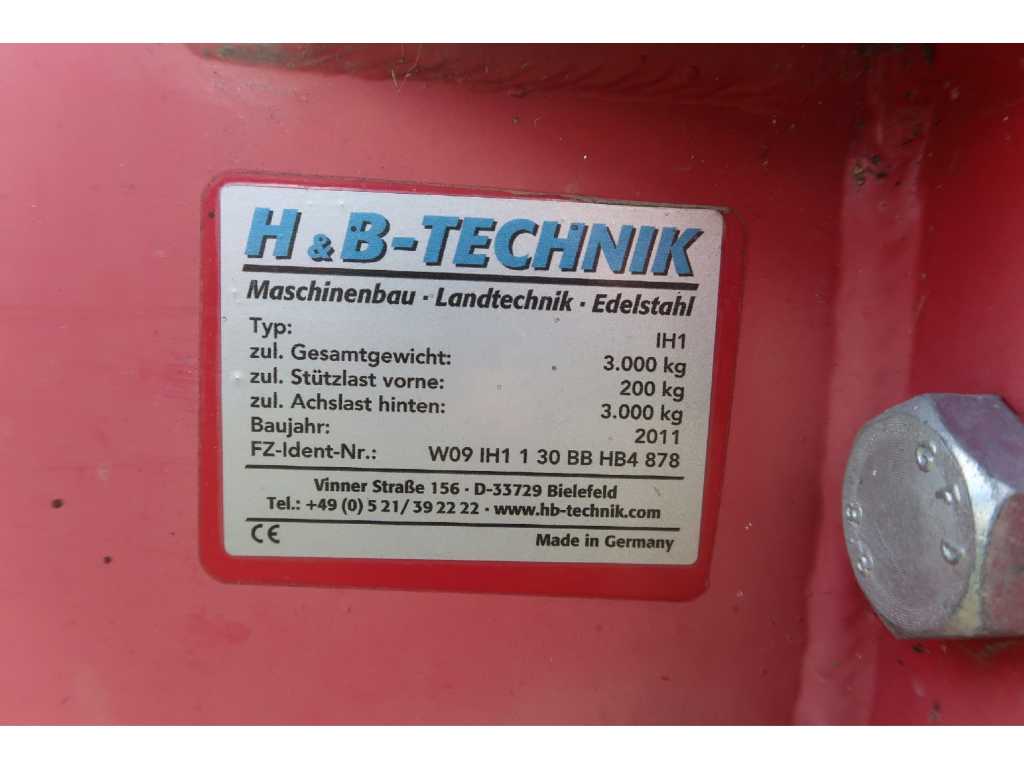 H & B-TECHNIK
Maschinenbau · Landtechnik · Edelstahl
Typ: IH1
zul. Gesamtgewicht: 3.000 kg
zul. Stützlast vorne: 200 kg
zul. Achslast hinten: 3.000 kg
Baujahr: 2011
FZ-Ident-Nr.: W09 IH1 1 30 BB HB4 878
Vinner Straße 156 · D-33729 Bielefeld
Tel.: +49 (0) 5 21/ 39 22 22 · www.hb-technik.com
CE Made in Germany
8.8